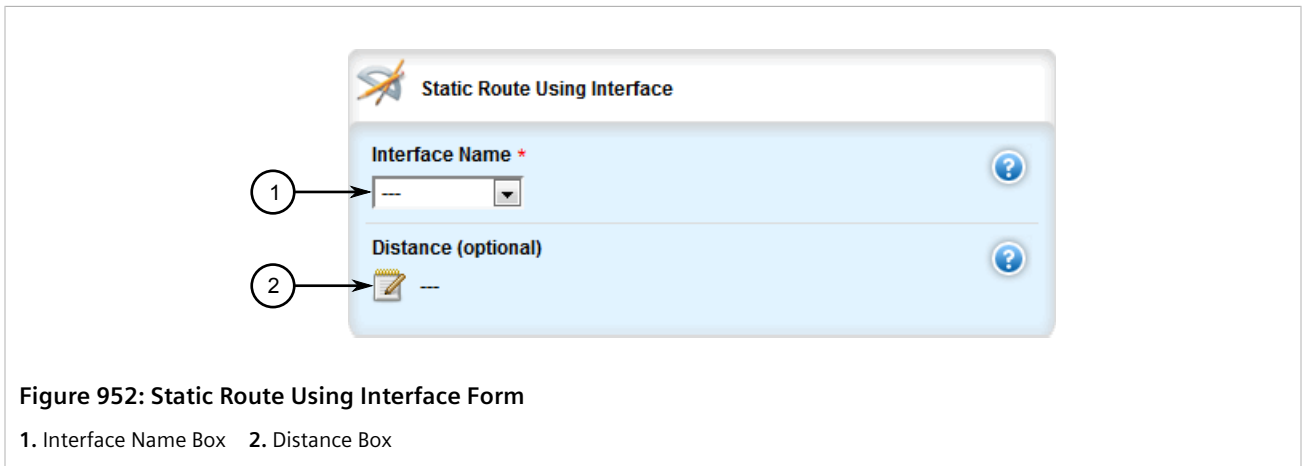 Static Route Using Interface
Interface Name *
1
---
Distance (optional)
2
---
Figure 952: Static Route Using Interface Form
1. Interface Name Box 2. Distance Box